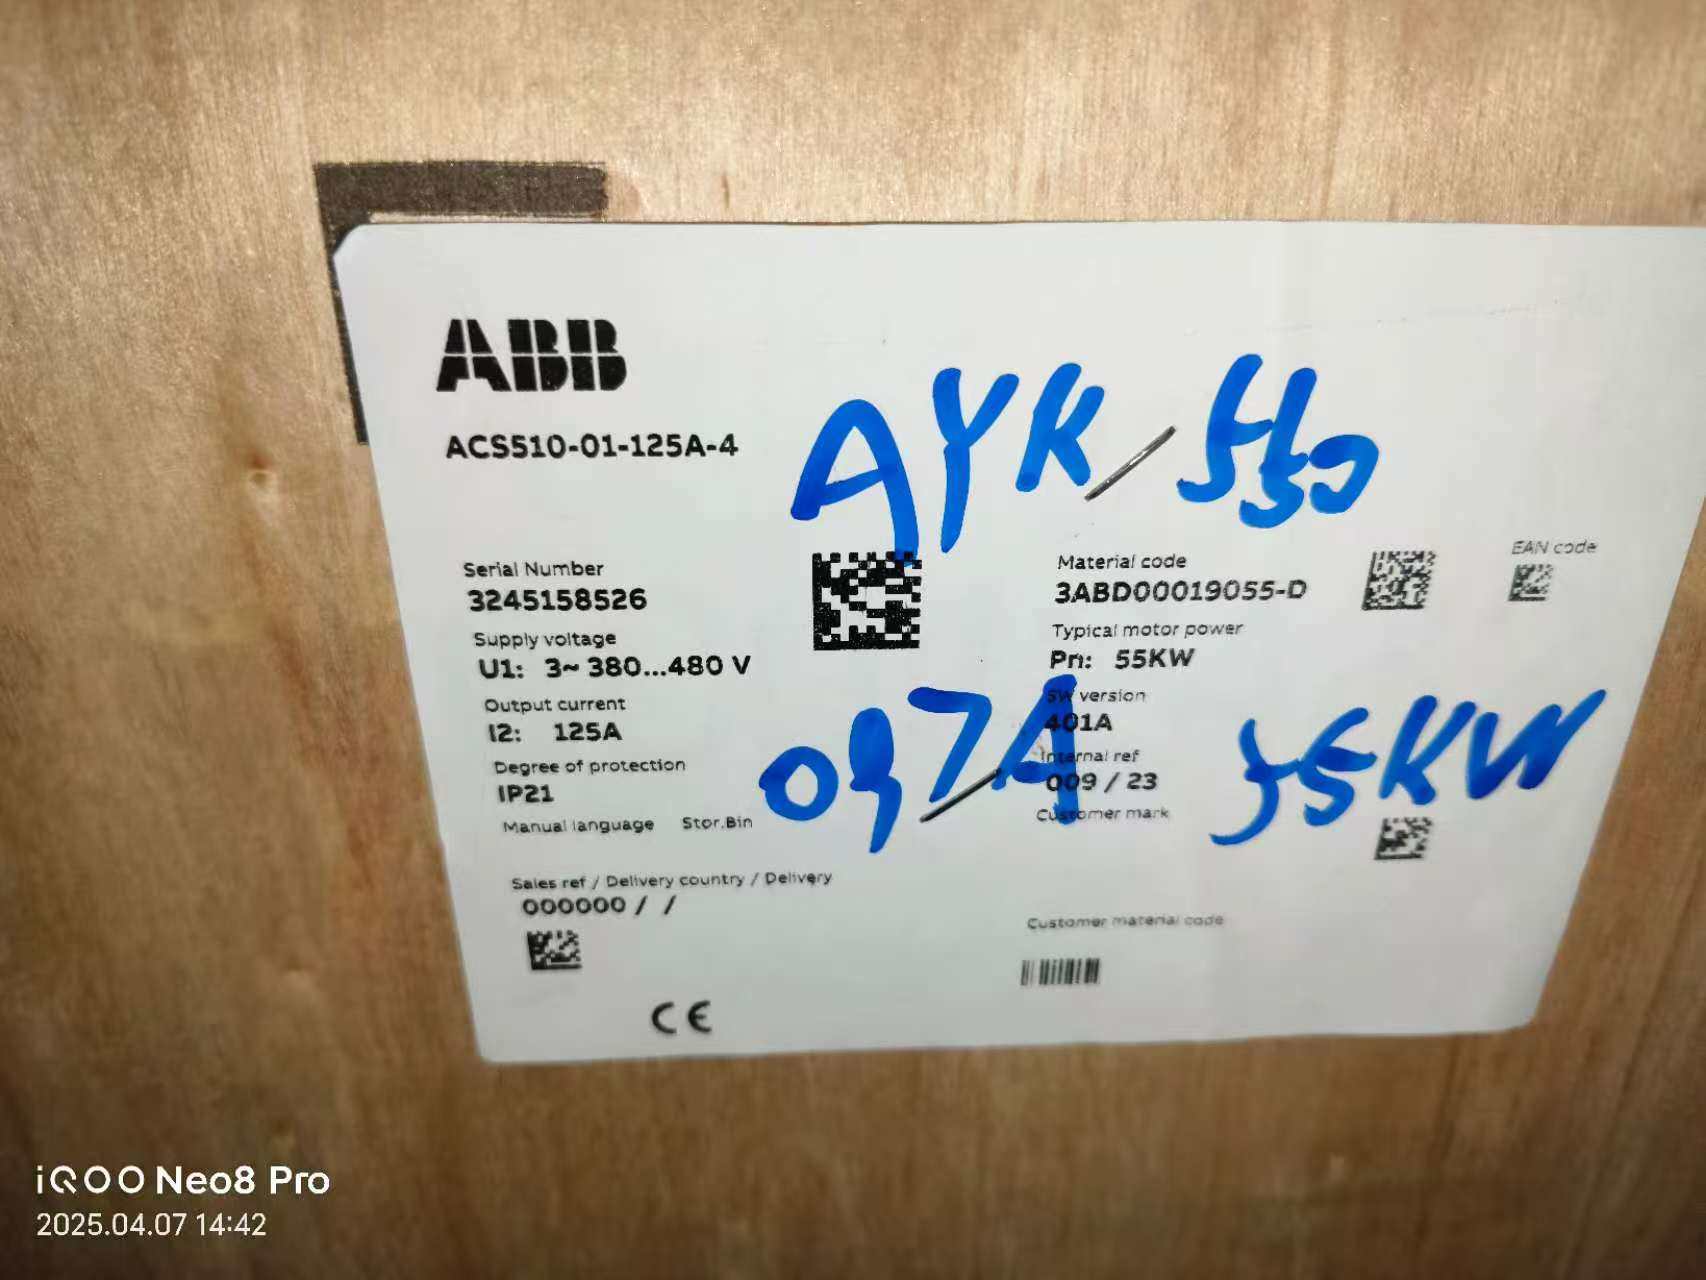 ABB
ACS510-01-125A-4
AYK/550
Serial Number
3245158526
Supply voltage
U1: 3~ 380...480 V
Output current
I2: 125A
Degree of protection
IP21
Manual language Stor.Bin
Material code
3ABD00019055-D
EAN code
Typical motor power
Pn: 55KW
SW version
401A
Internal ref
009 / 23
Customer mark
55KW
Sales ref / Delivery country / Delivery
000000 / /
Customer material code
CE
iQOO Neo8 Pro
2025.04.07 14:42